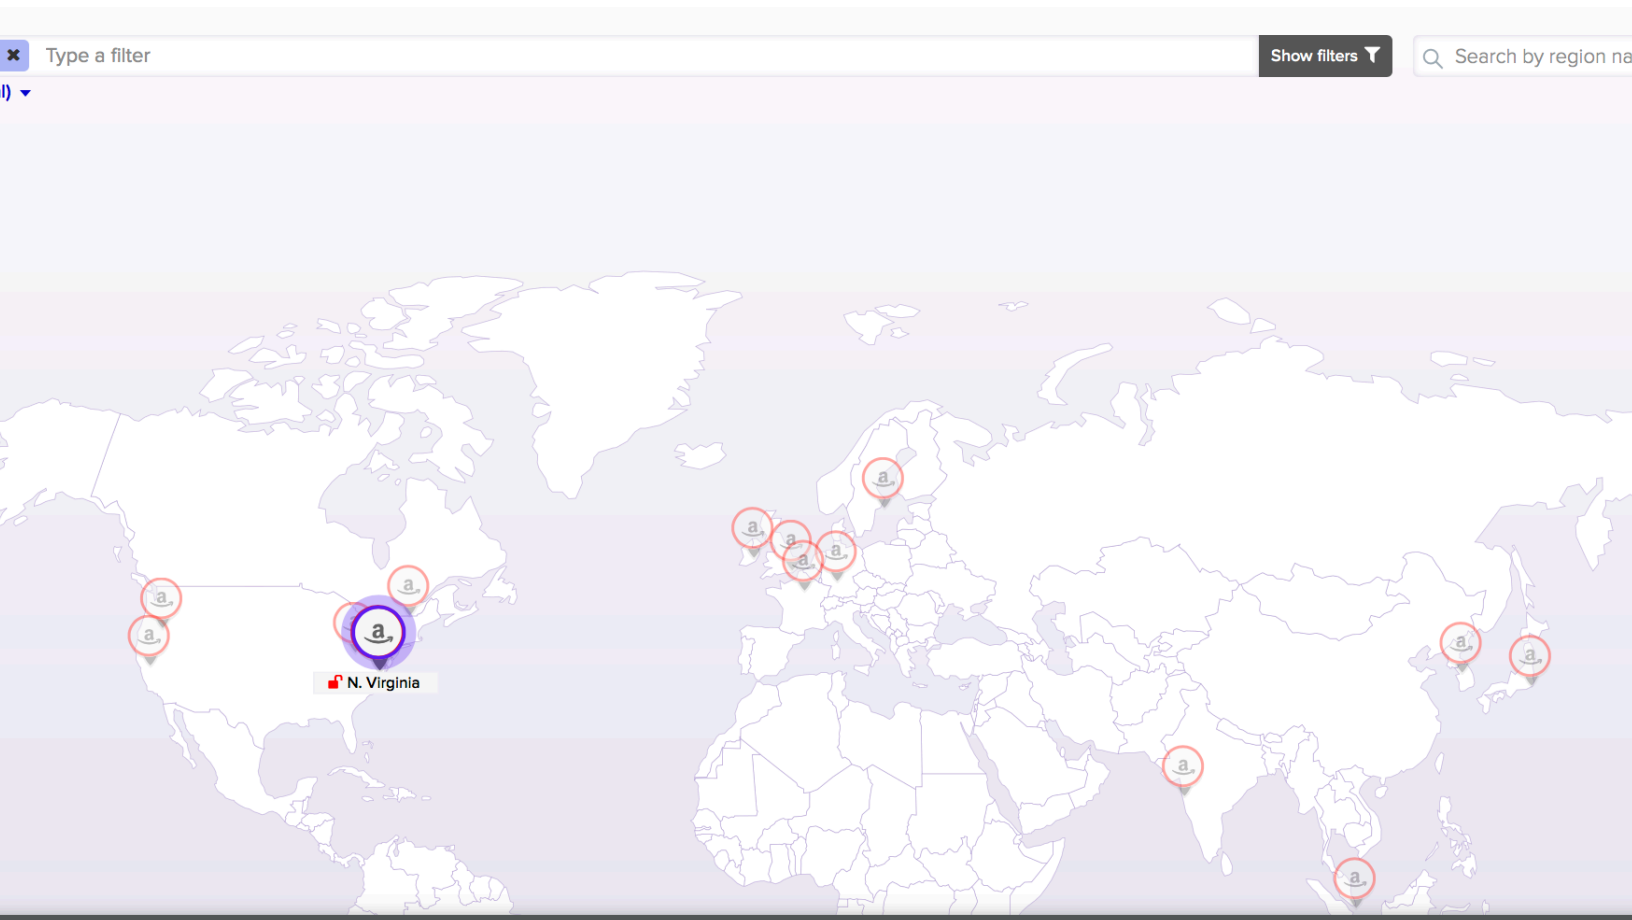 Type a filter
Show filters
Search by region na
l)
a
a
a
a
a
a
a
a
a
N. Virginia
a
a
a
a